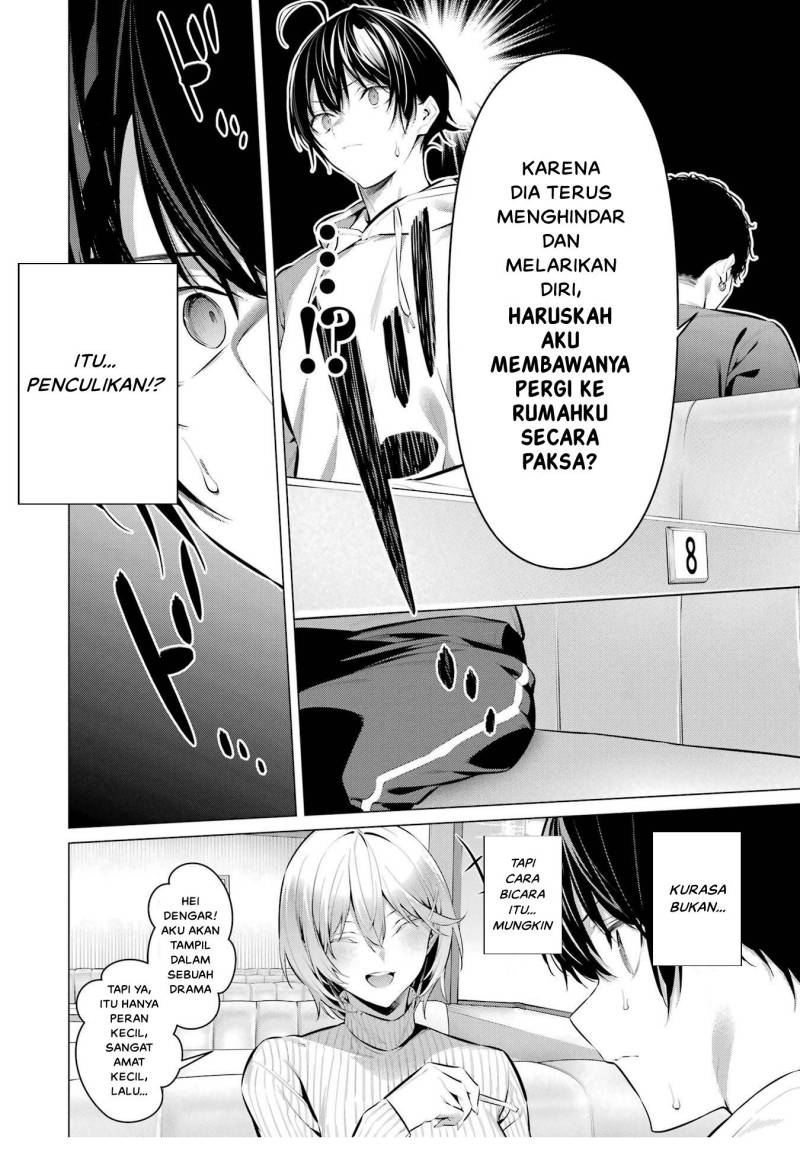 KARENA
DIA TERUS
MENGHINDAR
DAN
MELARIKAN
DIRI,
HARUSKAH
AKU
MEMBAWANYA
PERGI KE
RUMAHKU
SECARA
PAKSA?
!?
8
ITU...
PENCULIKAN!?
ド
ド
KURASA
BUKAN...
TAPI
CARA
BICARA
ITU...
MUNGKIN
HEI
DENGAR!
AKU AKAN
TAMPIL
DALAM
SEBUAH
DRAMA
TAPI YA,
ITU HANYA
PERAN
KECIL,
SANGAT
AMAT
KECIL,
LALU...